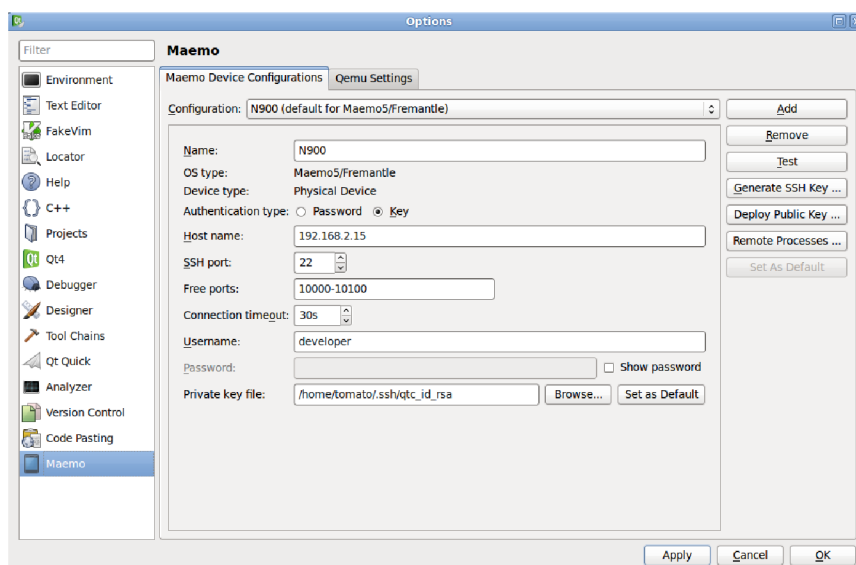 Options
Filter
Environment
Text Editor
FakeVim
Locator
Help
C++
Projects
Qt4
Debugger
Designer
Tool Chains
Qt Quick
Analyzer
Version Control
Code Pasting
Maemo
Maemo
Maemo Device Configurations Qemu Settings
Configuration: N900 (default for Maemo5/Fremantle)
Name: N900
OS type: Maemo5/Fremantle
Device type: Physical Device
Authentication type: Password Key
Host name: 192.168.2.15
SSH port: 22
Free ports: 10000-10100
Connection timeout: 30s
Username: developer
Password: Show password
Private key file: /home/tomato/.ssh/qtc_id_rsa Browse... Set as Default
Add
Remove
Test
Generate SSH Key ...
Deploy Public Key ...
Remote Processes ...
Set As Default
Apply Cancel OK